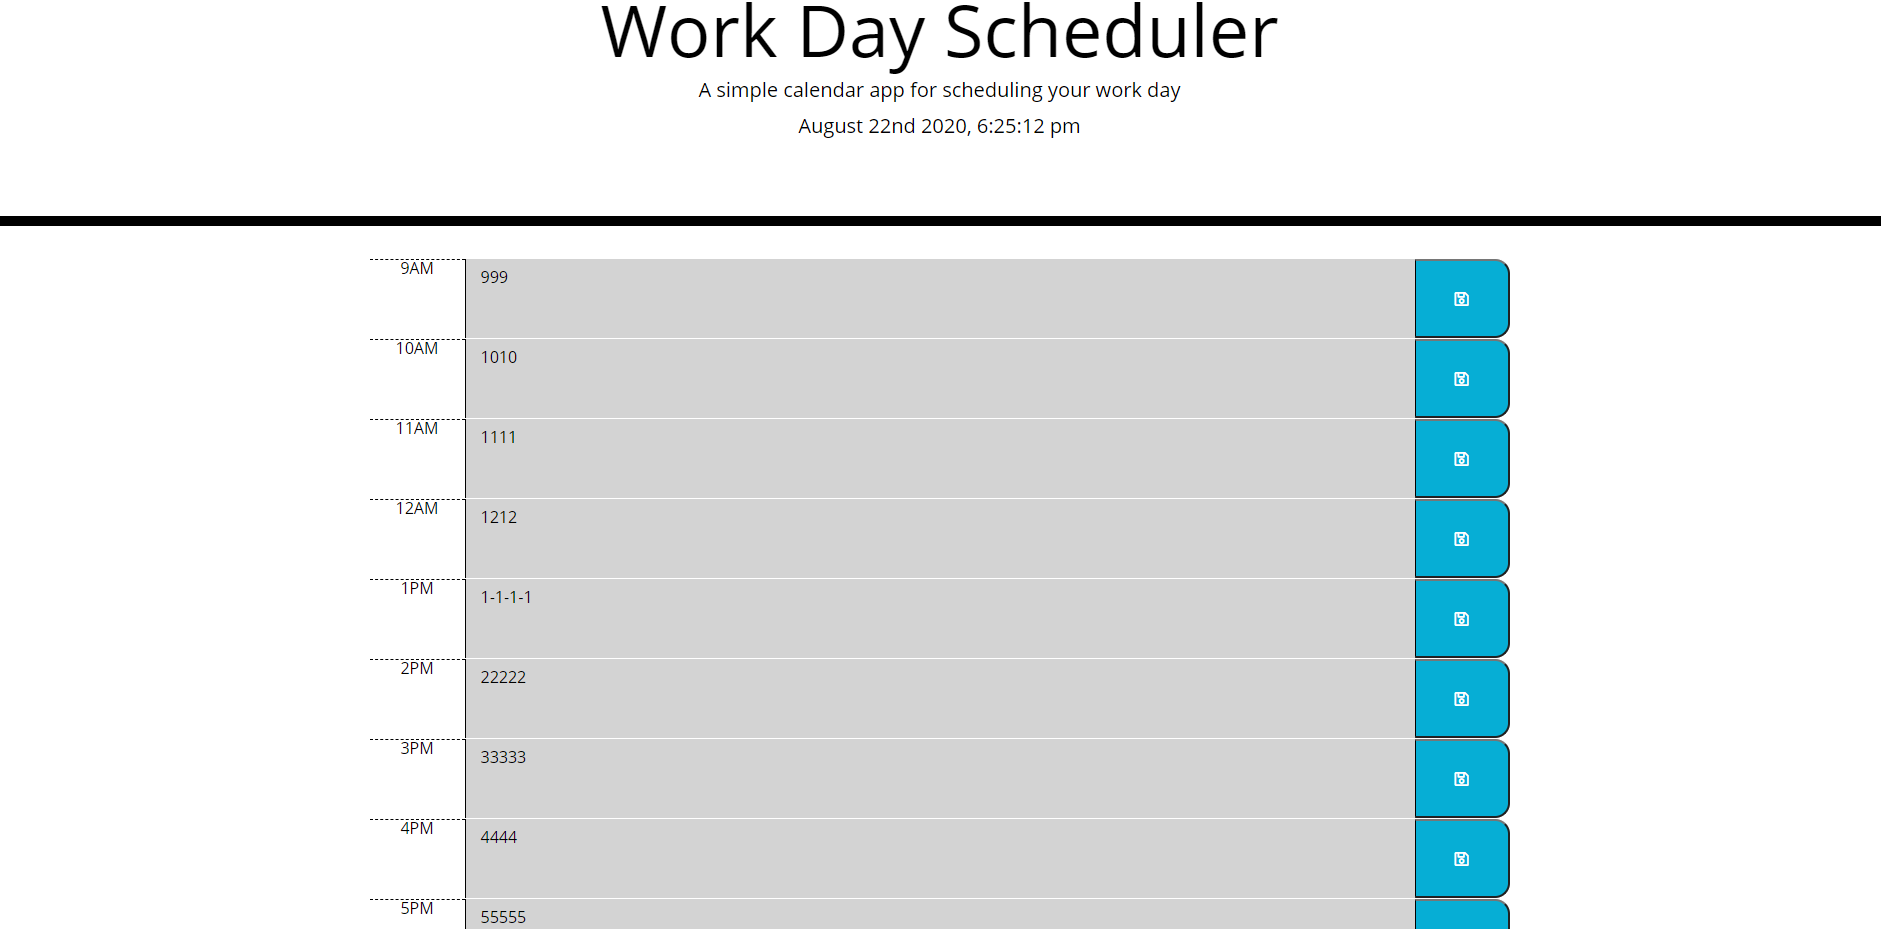 Work Day Scheduler
A simple calendar app for scheduling your work day
August 22nd 2020, 6:25:12 pm
9AM 999
10AM 1010
11AM 1111
12AM 1212
1PM 1-1-1-1
2PM 22222
3PM 33333
4PM 4444
5PM 55555